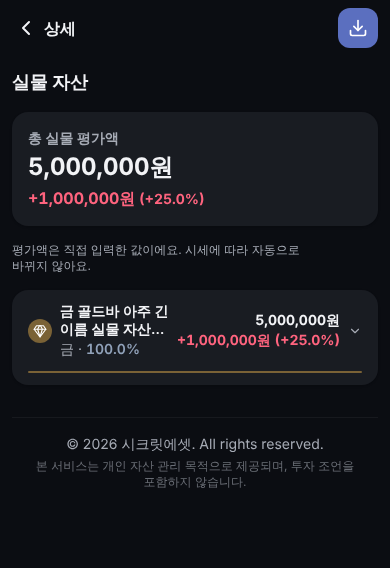 상세
실물 자산
총 실물 평가액
5,000,000원
+1,000,000원 (+25.0%)
평가액은 직접 입력한 값이에요. 시세에 따라 자동으로
바뀌지 않아요.
금 골드바 아주 긴
이름 실물 자산...
5,000,000원
+1,000,000원 (+25.0%)
금 · 100.0%
© 2026 시크릿에셋. All rights reserved.
본 서비스는 개인 자산 관리 목적으로 제공되며, 투자 조언을
포함하지 않습니다.